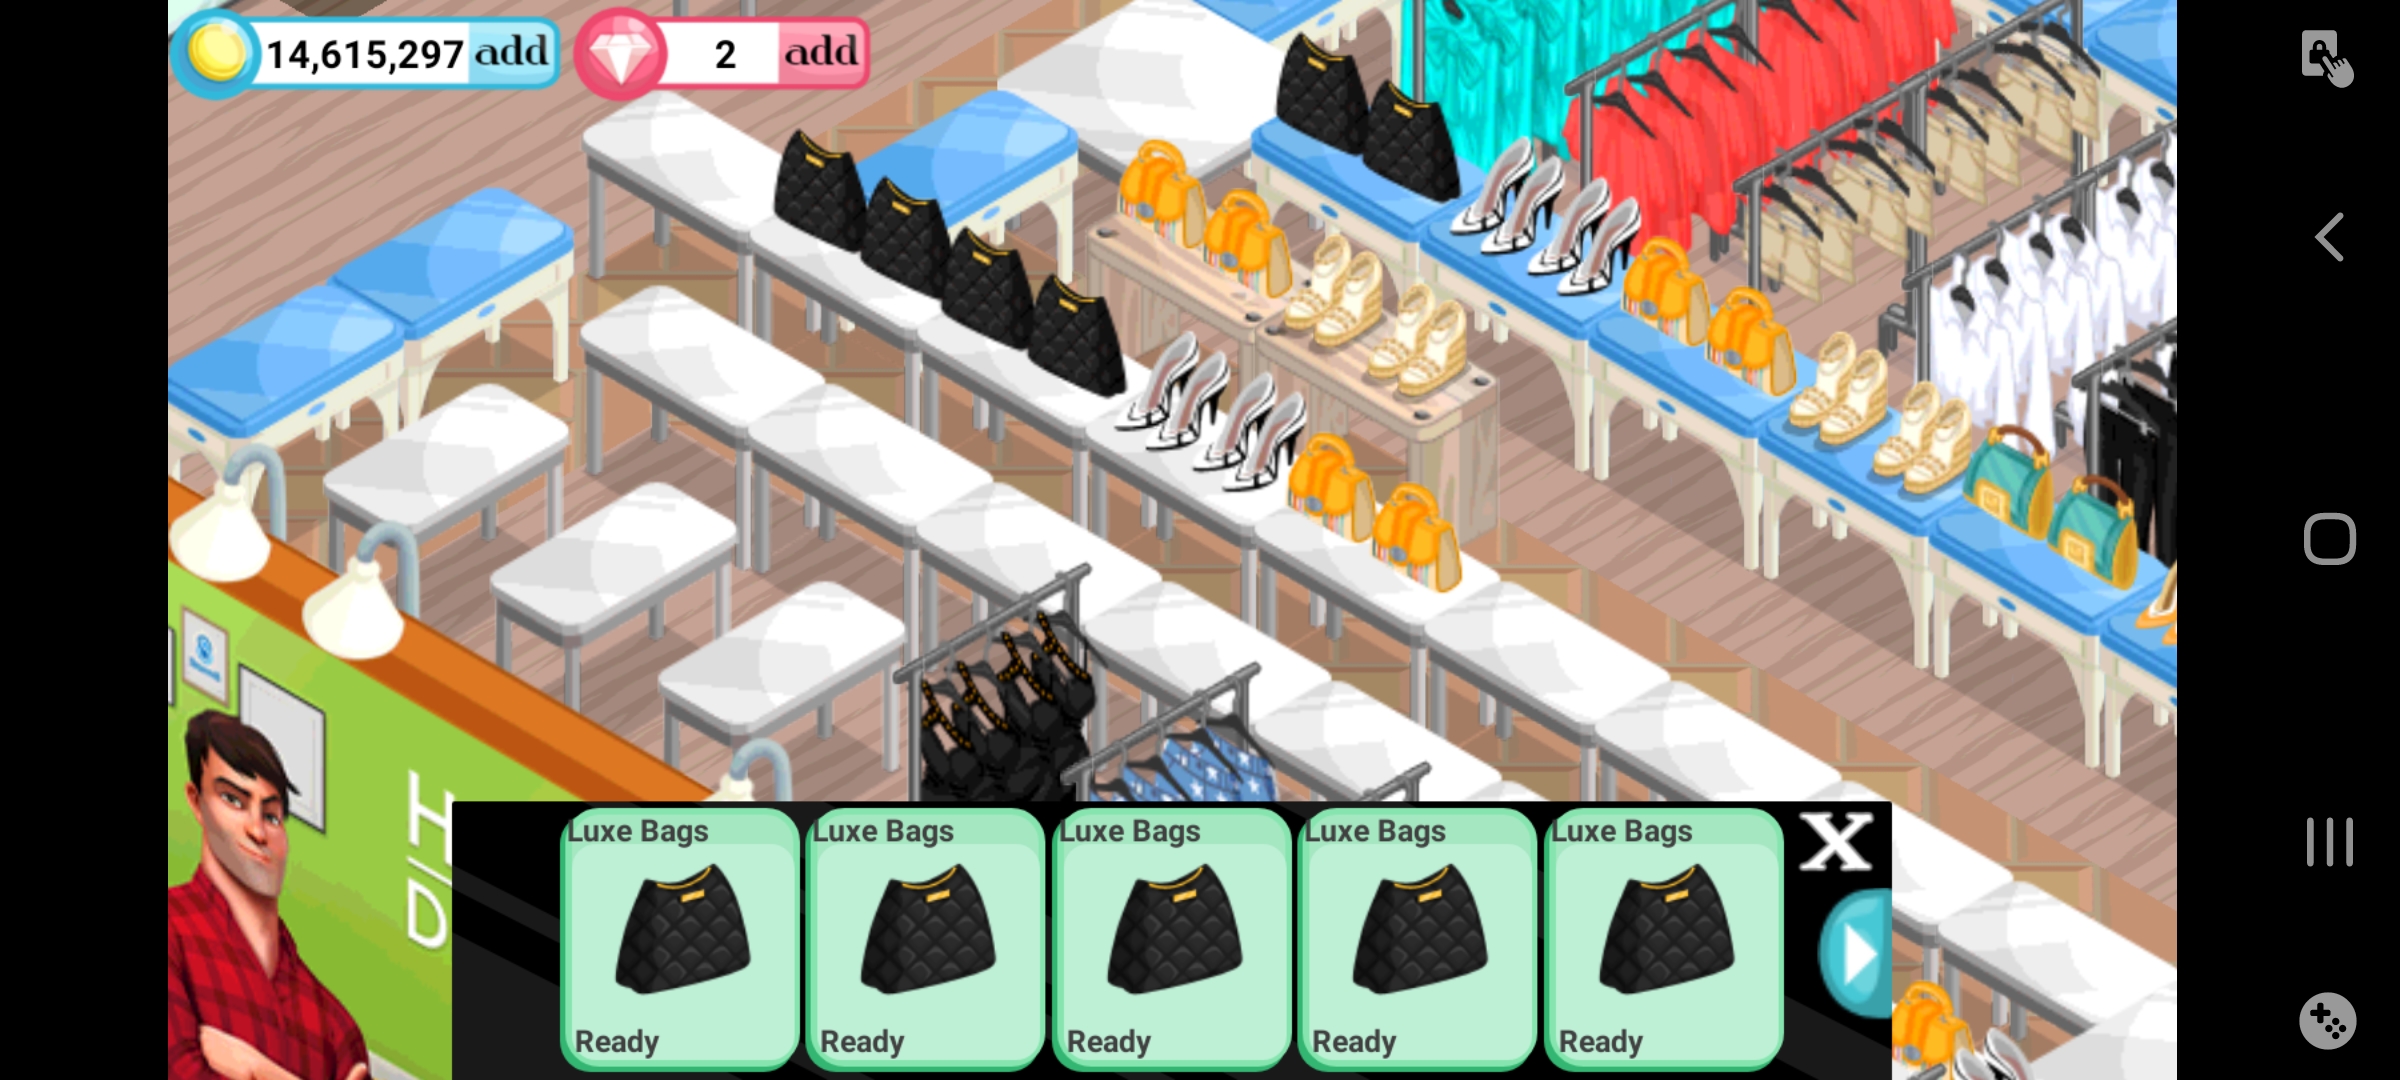 14,615,297 add
2 add
H
D
Luxe Bags Luxe Bags Luxe Bags Luxe Bags Luxe Bags X
Ready Ready Ready Ready Ready